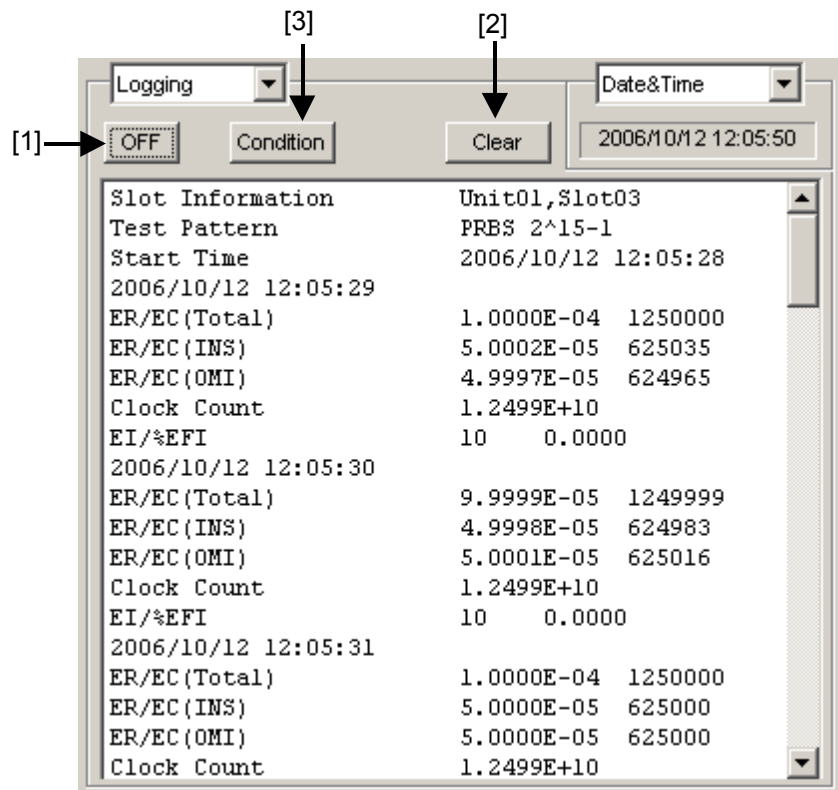 [3] [2]
Logging Date&Time
[1] OFF Condition Clear 2006/10/12 12:05:50
Slot Information Unit01,Slot03
Test Pattern PRBS 2^15-1
Start Time 2006/10/12 12:05:28
2006/10/12 12:05:29
ER/EC(Total) 1.0000E-04 1250000
ER/EC(INS) 5.0002E-05 625035
ER/EC(OMI) 4.9997E-05 624965
Clock Count 1.2499E+10
EI/%EFI 10 0.0000
2006/10/12 12:05:30
ER/EC(Total) 9.9999E-05 1249999
ER/EC(INS) 4.9998E-05 624983
ER/EC(OMI) 5.0001E-05 625016
Clock Count 1.2499E+10
EI/%EFI 10 0.0000
2006/10/12 12:05:31
ER/EC(Total) 1.0000E-04 1250000
ER/EC(INS) 5.0000E-05 625000
ER/EC(OMI) 5.0000E-05 625000
Clock Count 1.2499E+10